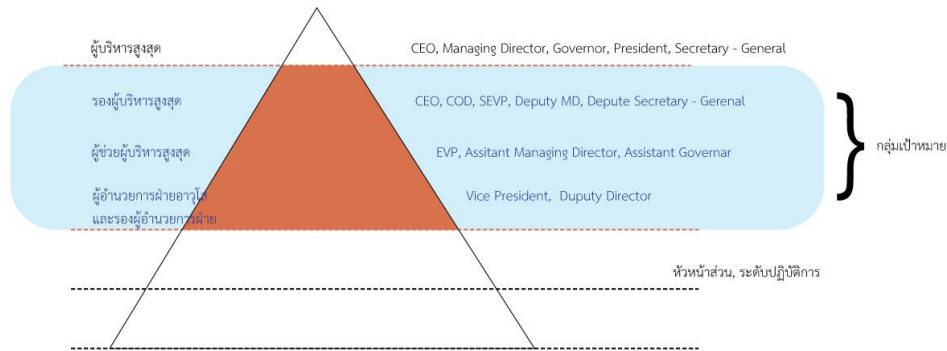 ผู้บริหารสูงสุด CEO, Managing Director, Governor, President, Secretary - General
รองผู้บริหารสูงสุด CEO, COD, SEVP, Deputy MD, Depute Secretary - Gerenal
ผู้ช่วยผู้บริหารสูงสุด EVP, Assitant Managing Director, Assistant Governar
กลุ่มเป้าหมาย
ผู้อำนวยการฝ่ายอาวุโส Vice President, Duputy Director
และรองผู้อำนวยการฝ่าย
หัวหน้าส่วน, ระดับปฏิบัติการ